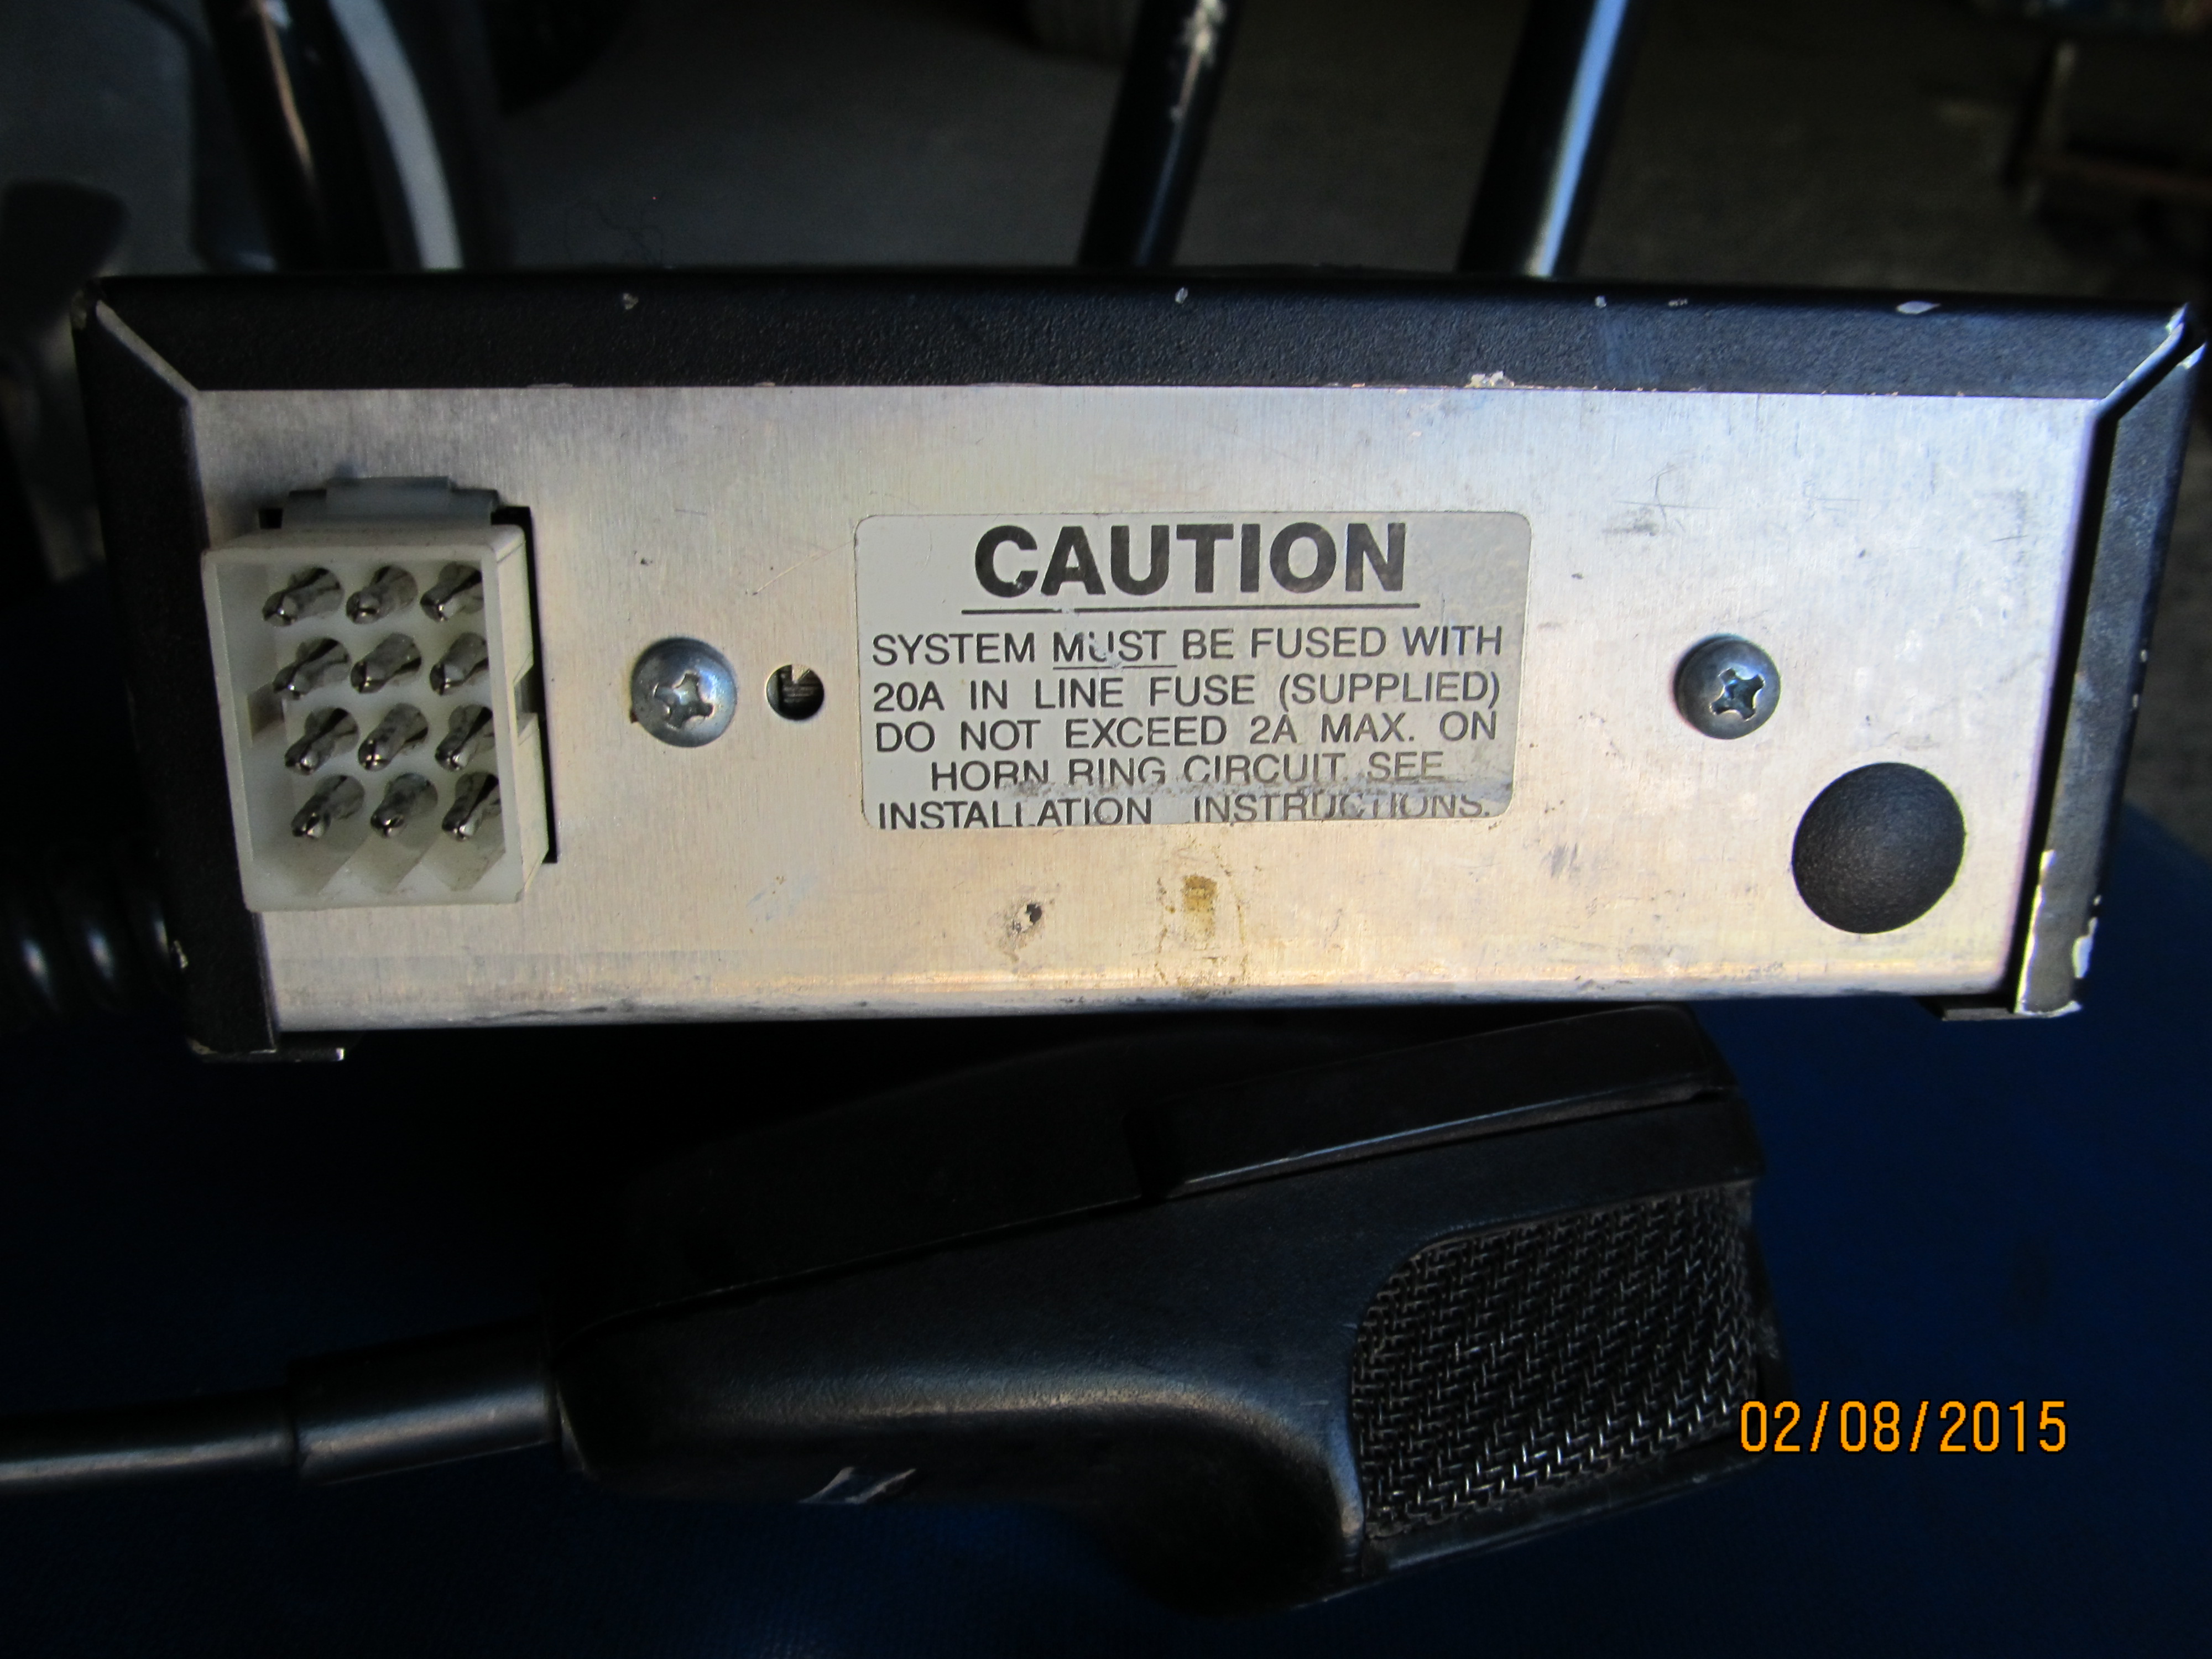 CAUTION
SYSTEM MUST BE FUSED WITH
20A IN LINE FUSE (SUPPLIED)
DO NOT EXCEED 2A MAX. ON
HORN RING CIRCUIT. SEE
INSTALLATION INSTRUCTIONS.
02/08/2015